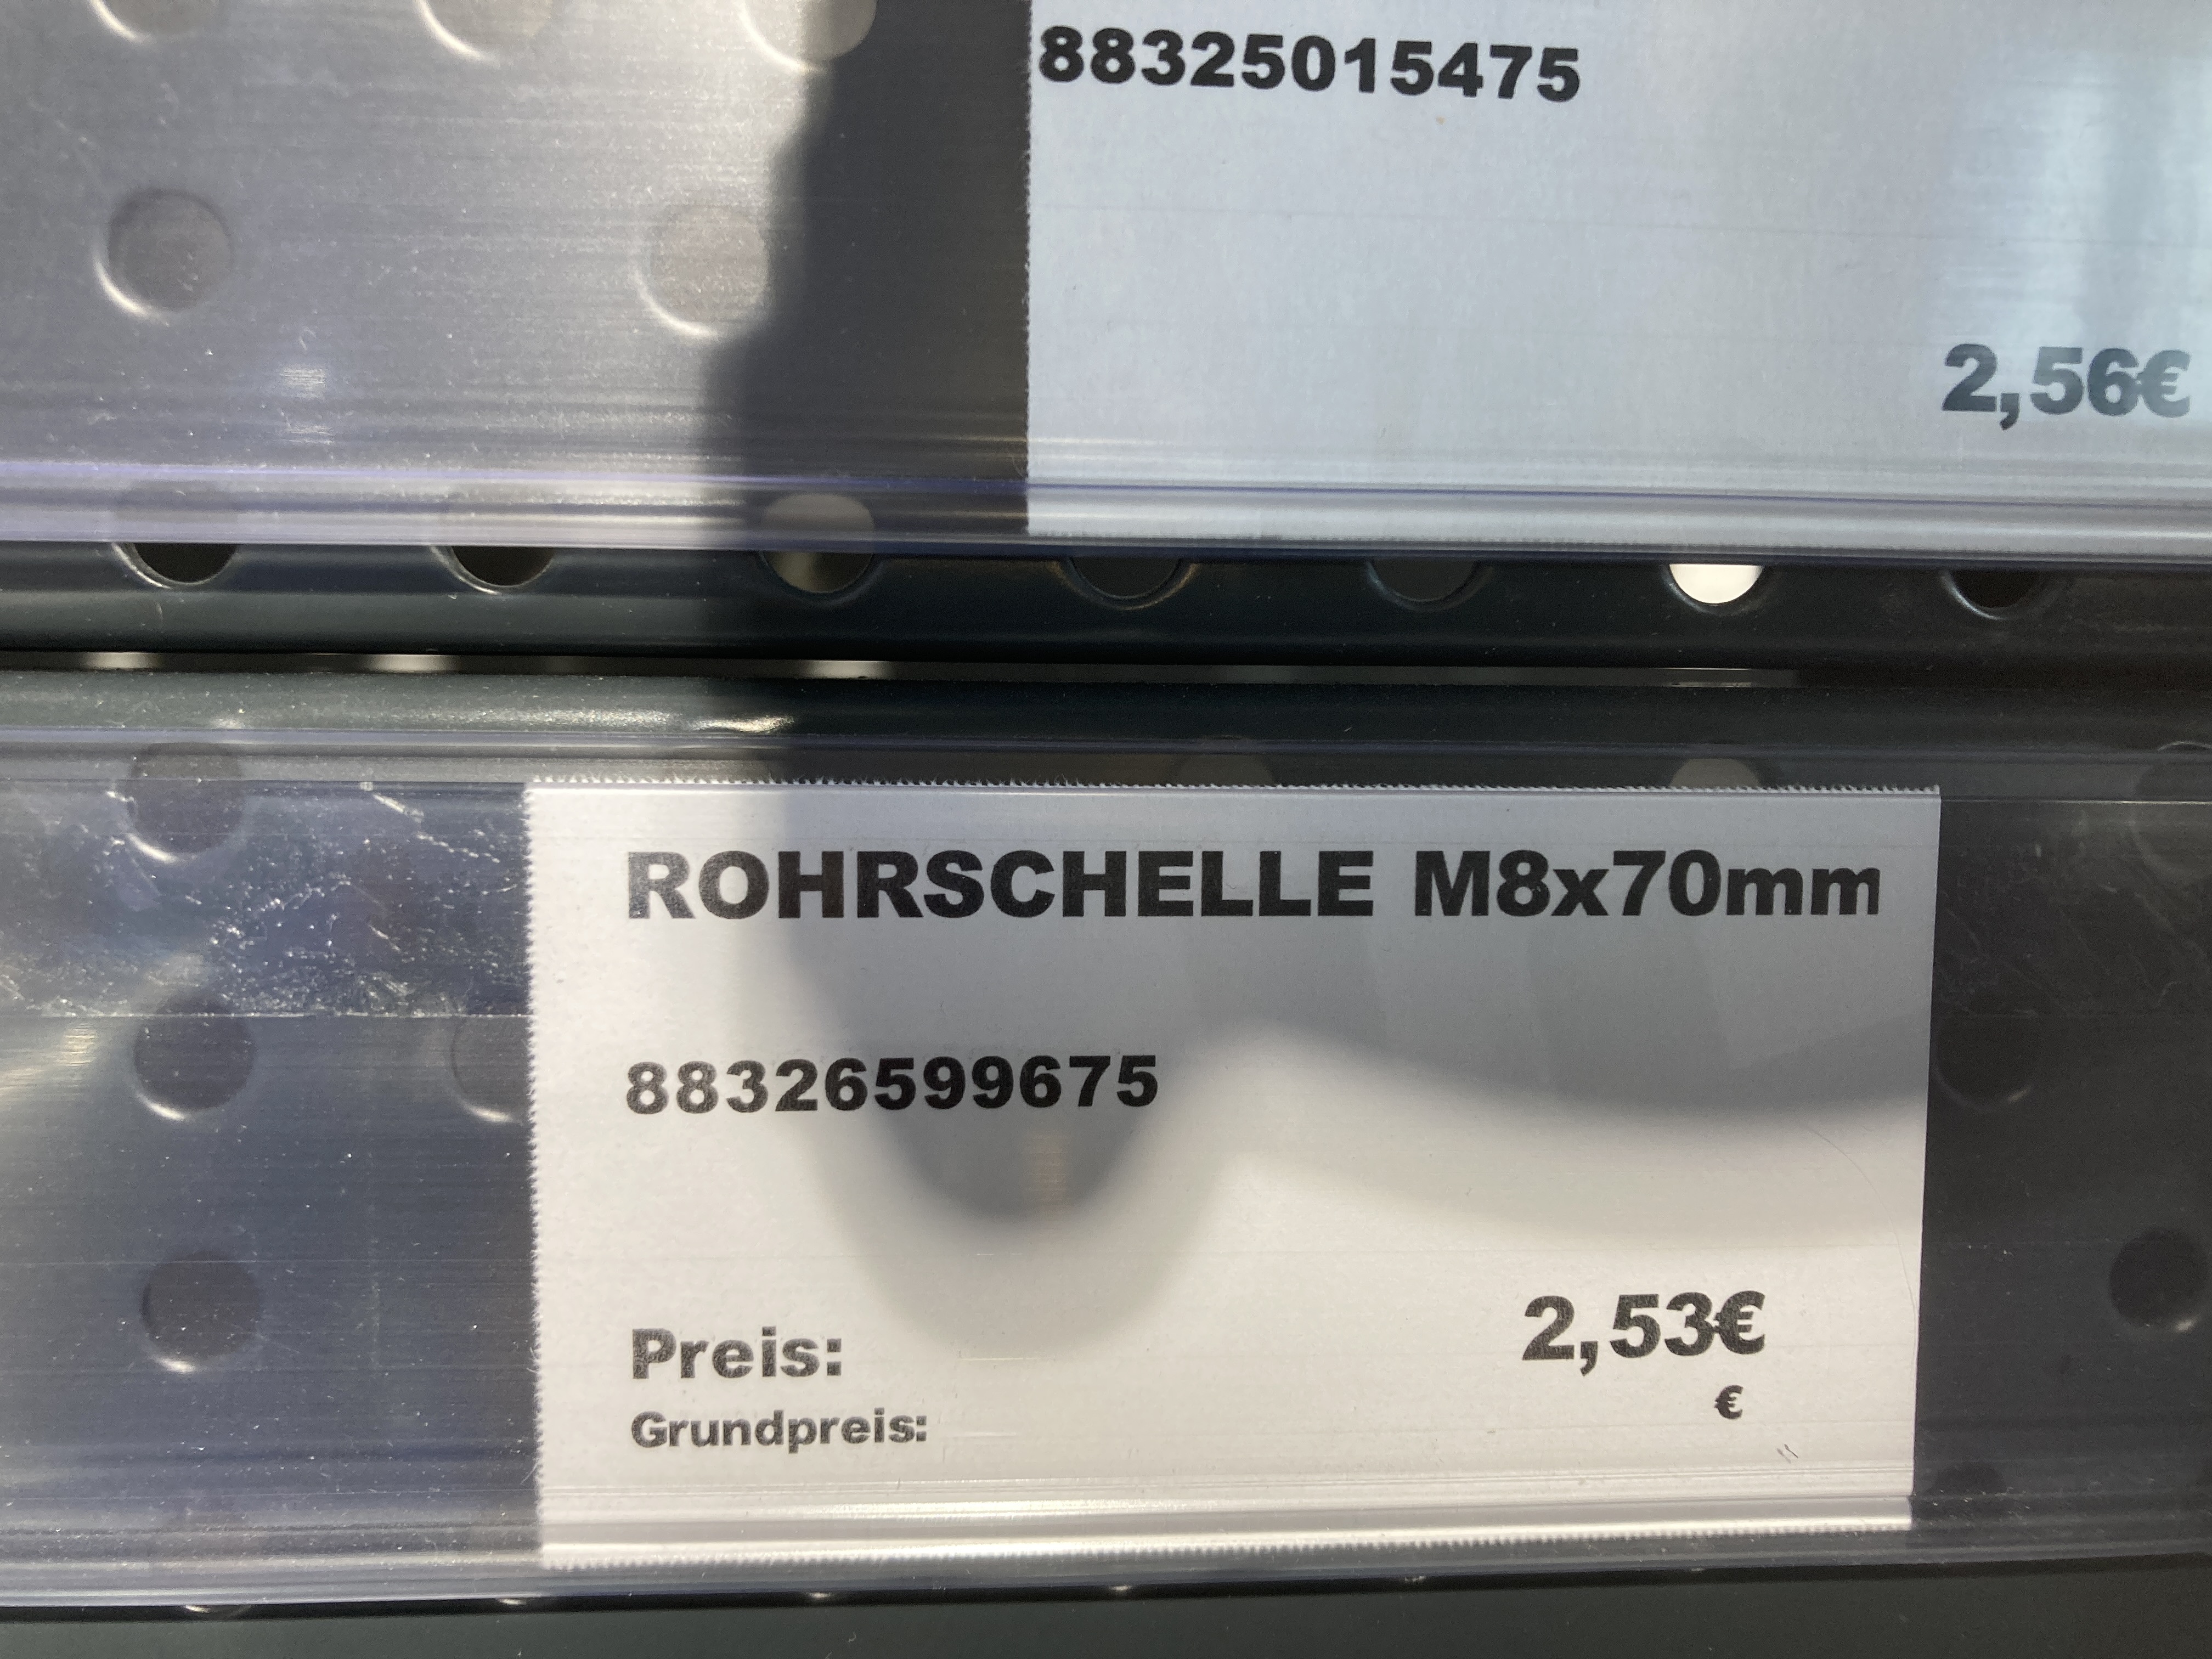 88325015475
2,56€
ROHRSCHELLE M8x70mm
88326599675
Preis: 2,53€
Grundpreis: €